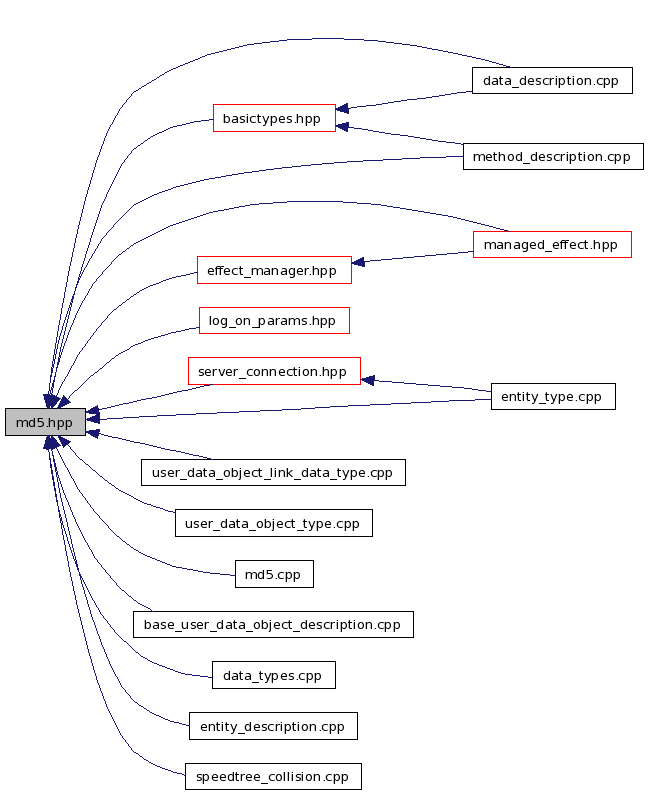 data_description.cpp
basictypes.hpp
method_description.cpp
managed_effect.hpp
effect_manager.hpp
log_on_params.hpp
server_connection.hpp
entity_type.cpp
md5.hpp
user_data_object_link_data_type.cpp
user_data_object_type.cpp
md5.cpp
base_user_data_object_description.cpp
data_types.cpp
entity_description.cpp
speedtree_collision.cpp